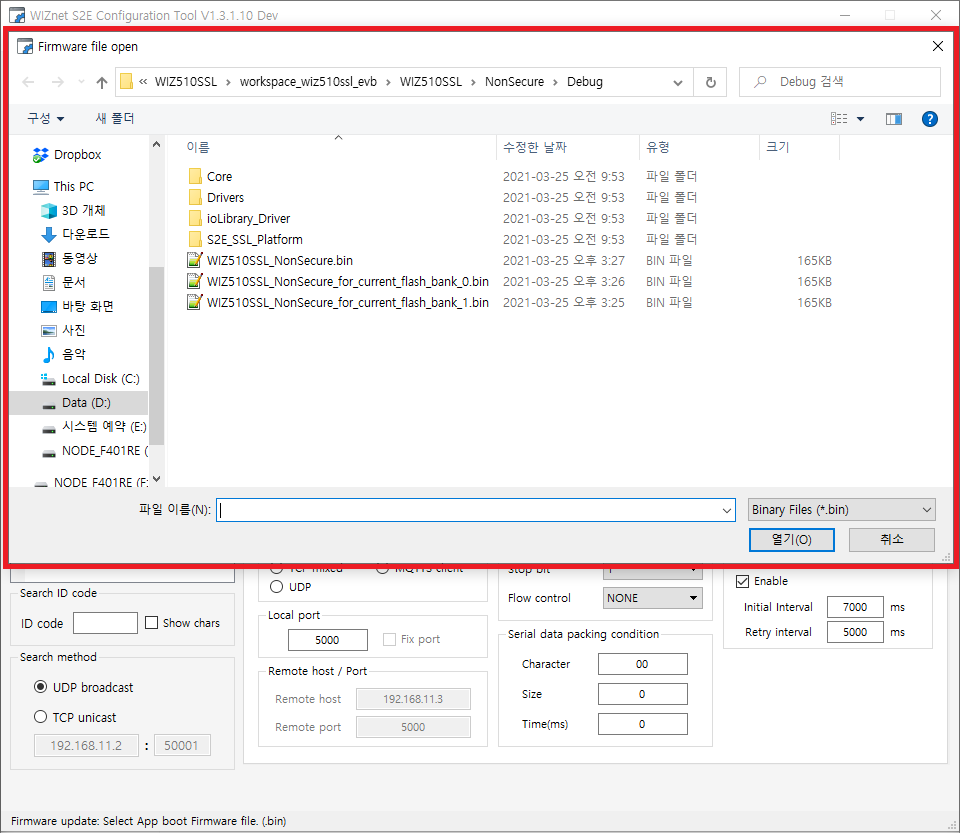 WIZnet S2E Configuration Tool V1.3.1.10 Dev
Firmware file open
« WIZ510SSL › workspace_wiz510ssl_evb › WIZ510SSL › NonSecure › Debug
Debug 검색
구성
새 폴더
이름 수정한 날짜 유형 크기
Dropbox
This PC
3D 개체
다운로드
동영상
문서
바탕 화면
사진
음악
Local Disk (C:)
Data (D:)
시스템 예약 (E:)
NODE_F401RE (
NODE_F401RE (F:
Core 2021-03-25 오전 9:53 파일 폴더
Drivers 2021-03-25 오전 9:53 파일 폴더
ioLibrary_Driver 2021-03-25 오전 9:53 파일 폴더
S2E_SSL_Platform 2021-03-25 오전 9:53 파일 폴더
WIZ510SSL_NonSecure.bin 2021-03-25 오후 3:27 BIN 파일 165KB
WIZ510SSL_NonSecure_for_current_flash_bank_0.bin 2021-03-25 오후 3:26 BIN 파일 165KB
WIZ510SSL_NonSecure_for_current_flash_bank_1.bin 2021-03-25 오후 3:25 BIN 파일 165KB
파일 이름(N):
Binary Files (*.bin)
열기(O)
취소
Search ID code
ID code
Show chars
Search method
UDP broadcast
TCP unicast
192.168.11.2 : 50001
TCP mixed
MQTTS client
UDP
Local port
5000
Fix port
Remote host / Port
Remote host 192.168.11.3
Remote port 5000
Stop bit
Flow control NONE
Serial data packing condition
Character 00
Size 0
Time(ms) 0
Enable
Initial Interval 7000 ms
Retry interval 5000 ms
Firmware update: Select App boot Firmware file. (.bin)